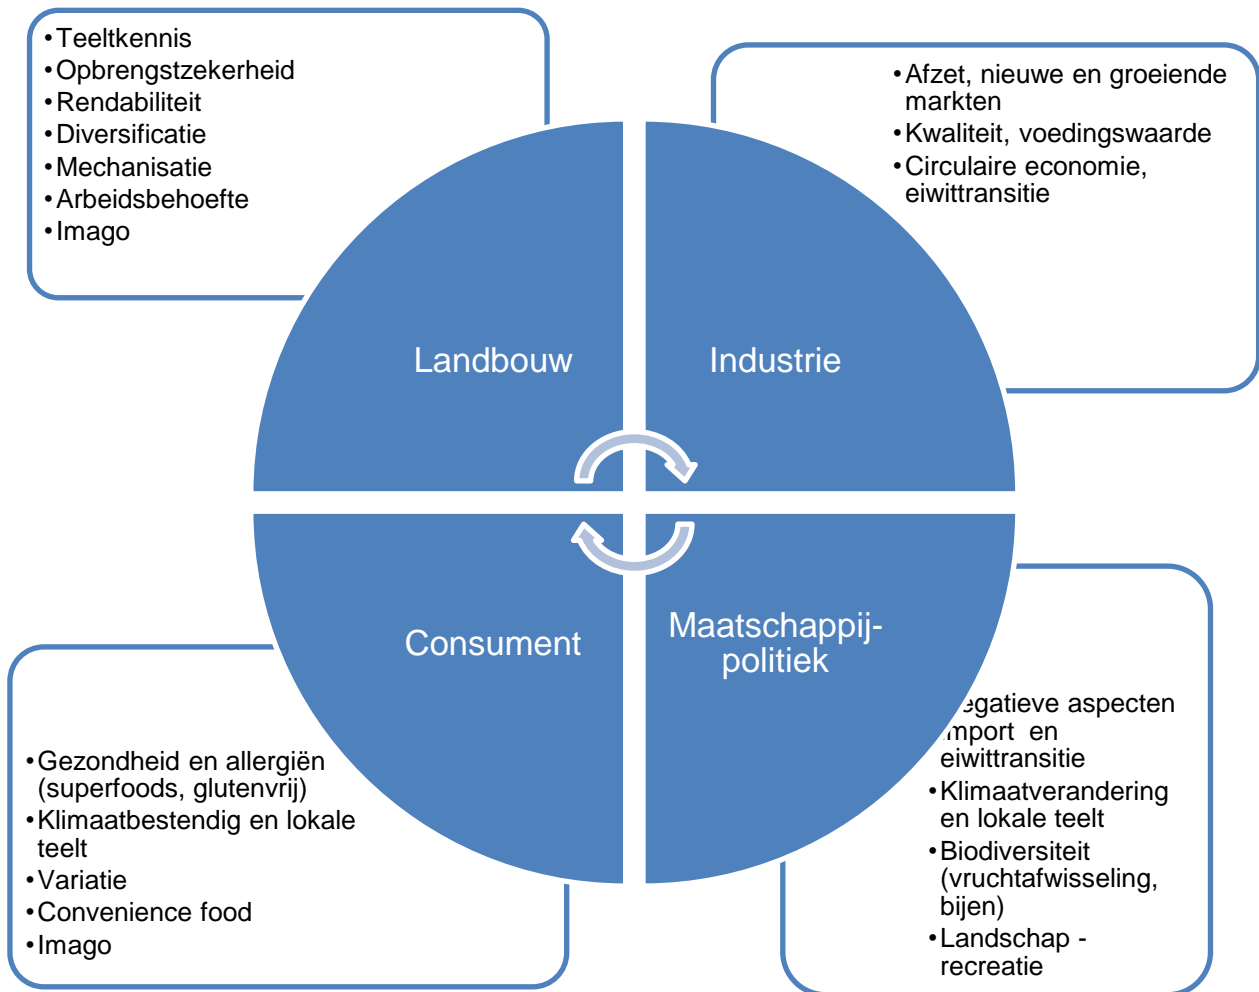 •Teeltkennis
•Opbrengstzekerheid
•Rendabiliteit
•Diversificatie
•Mechanisatie
•Arbeidsbehoefte
•Imago
•Afzet, nieuwe en groeiende
markten
•Kwaliteit, voedingswaarde
•Circulaire economie,
eiwittransitie
Landbouw
Industrie
Consument
Maatschappij-
politiek
•Gezondheid en allergiën
(superfoods, glutenvrij)
•Klimaatbestendig en lokale
teelt
•Variatie
•Convenience food
•Imago
egatieve aspecten
import en
eiwittransitie
•Klimaatverandering
en lokale teelt
•Biodiversiteit
(vruchtafwisseling,
bijen)
•Landschap -
recreatie